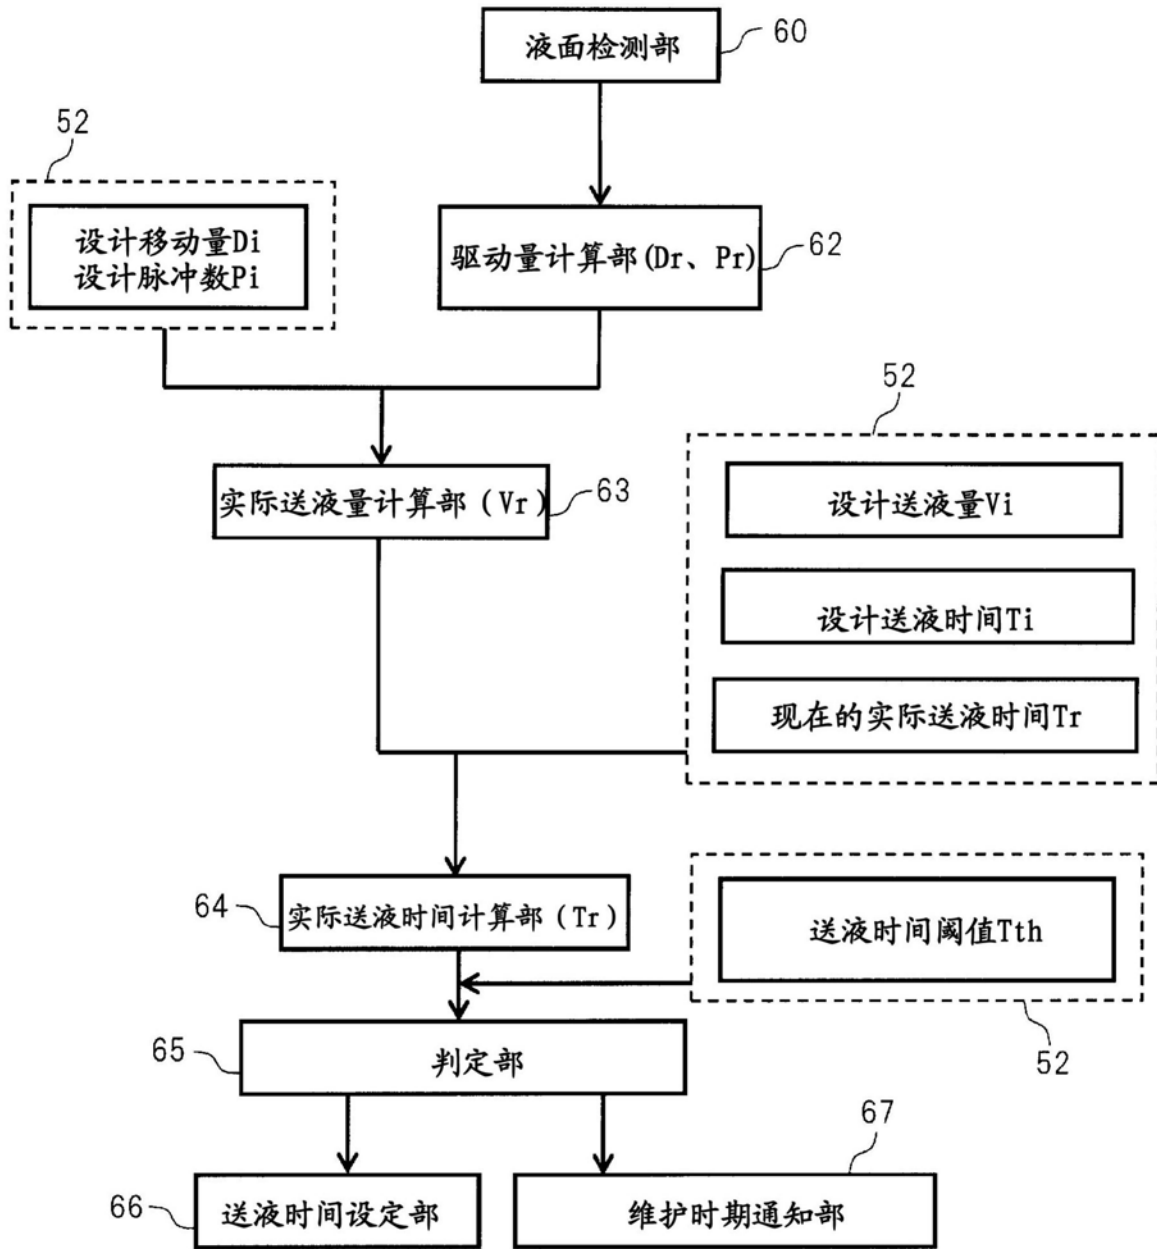 液面检测部
60
52
设计移动量Di
设计脉冲数Pi
驱动量计算部(Dr、Pr)
62
52
实际送液量计算部（Vr）
63
设计送液量Vi
设计送液时间Ti
现在的实际送液时间Tr
64
实际送液时间计算部（Tr）
送液时间阈值Tth
52
65
判定部
67
66
送液时间设定部
维护时期通知部